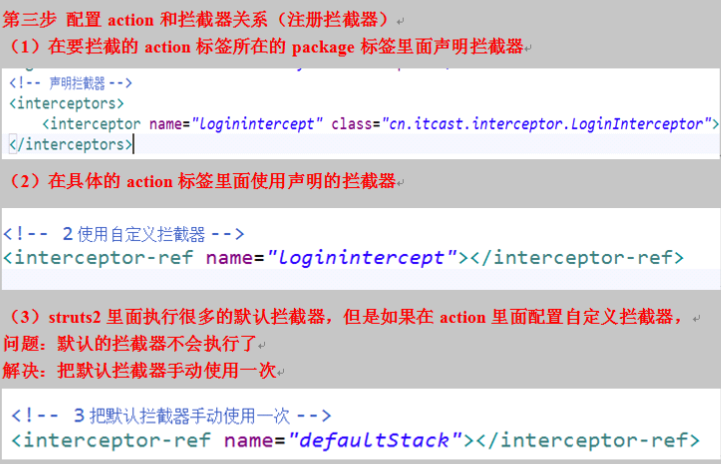 第三步 配置 action 和拦截器关系（注册拦截器）
（1）在要拦截的 action 标签所在的 package 标签里面声明拦截器
<!-- 声明拦截器 -->
<interceptors>
<interceptor name="loginintercept" class="cn.itcast.interceptor.LoginInterceptor">
</interceptors>
（2）在具体的 action 标签里面使用声明的拦截器
<!-- 2 使用自定义拦截器 -->
<interceptor-ref name="loginintercept"></interceptor-ref>
（3）struts2 里面执行很多的默认拦截器，但是如果在 action 里面配置自定义拦截器，
问题：默认的拦截器不会执行了
解决：把默认拦截器手动使用一次
<!-- 3 把默认拦截器手动使用一次 -->
<interceptor-ref name="defaultStack"></interceptor-ref>